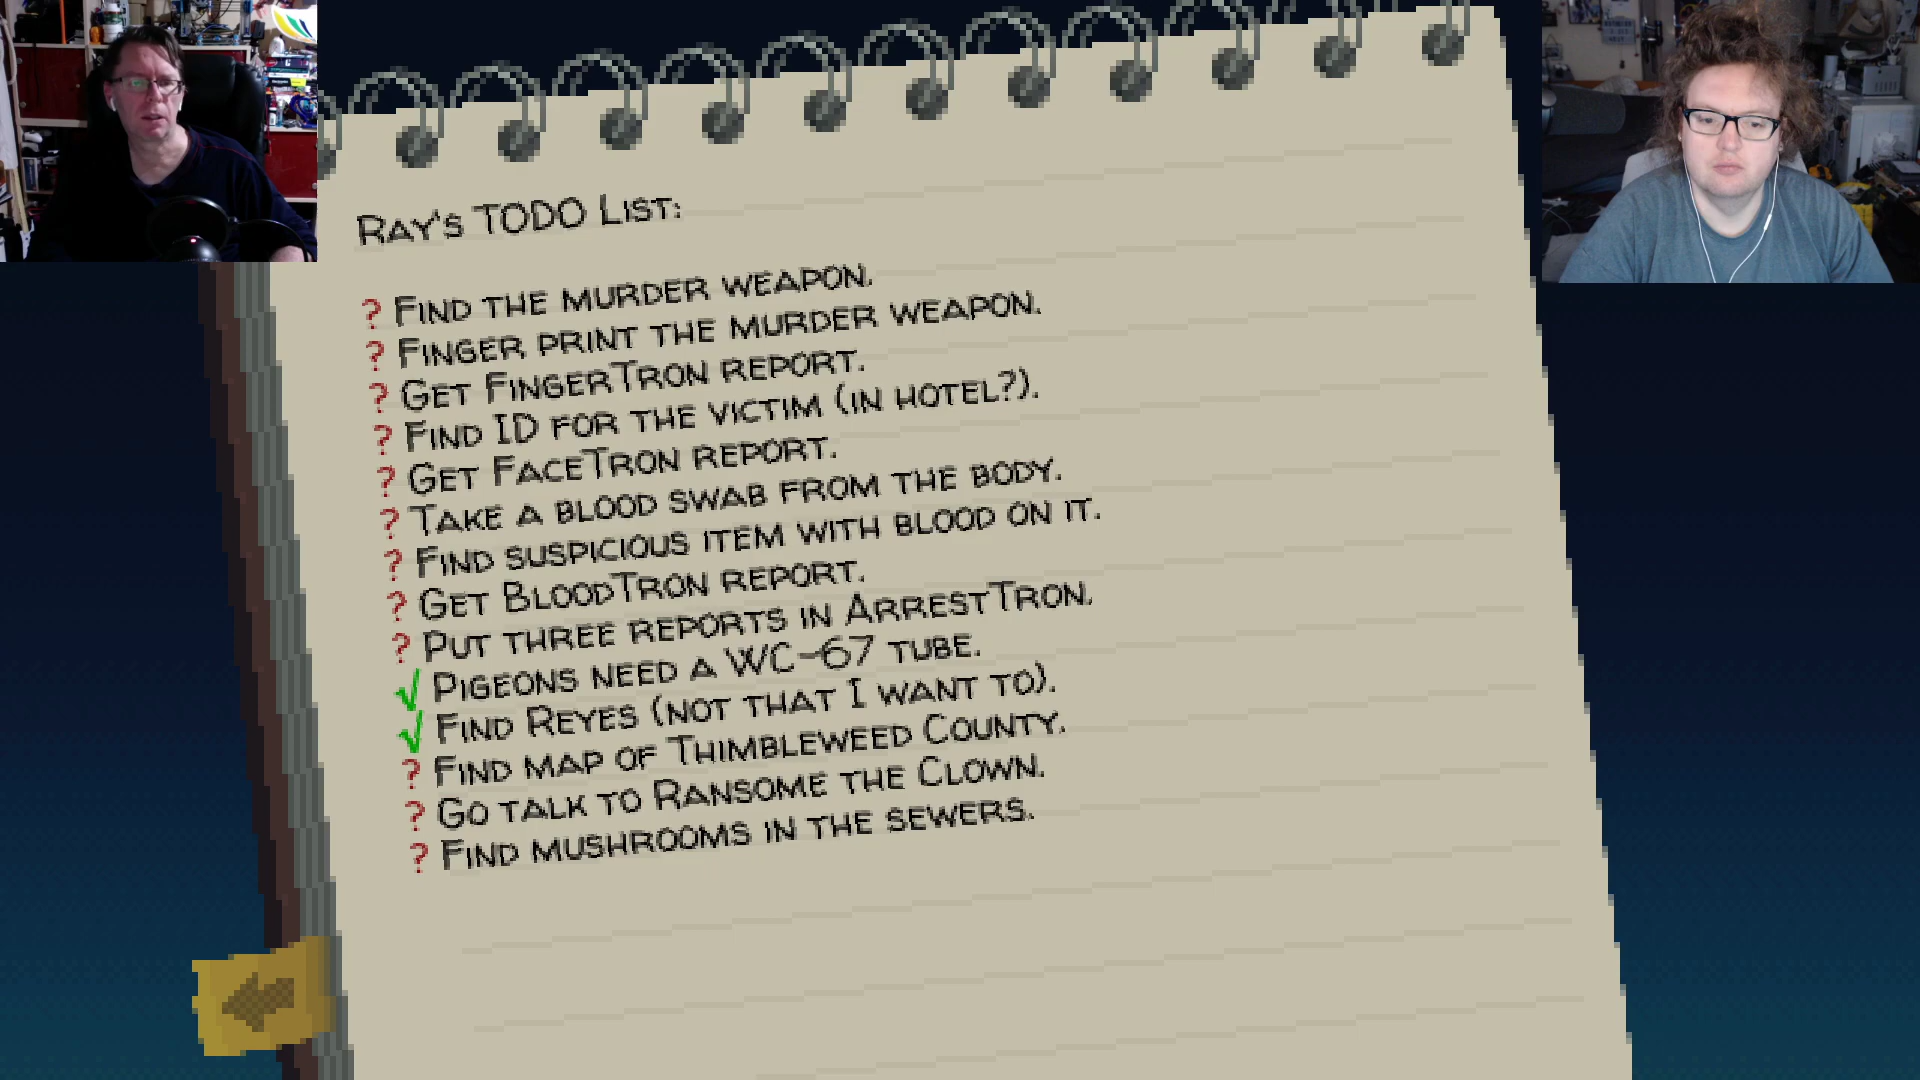 Ray's TODO List:
? Find the murder weapon.
? Finger print the murder weapon.
? Get FingerTron report.
? Find ID for the victim (in hotel?).
? Get FaceTron report.
? Take a blood swab from the body.
? Find suspicious item with blood on it.
? Get BloodTron report.
? Put three reports in ArrestTron.
√ Pigeons need a WC-67 tube.
√ Find Reyes (not that I want to).
? Find map of Thimbleweed County.
? Go talk to Ransome the Clown.
? Find mushrooms in the sewers.